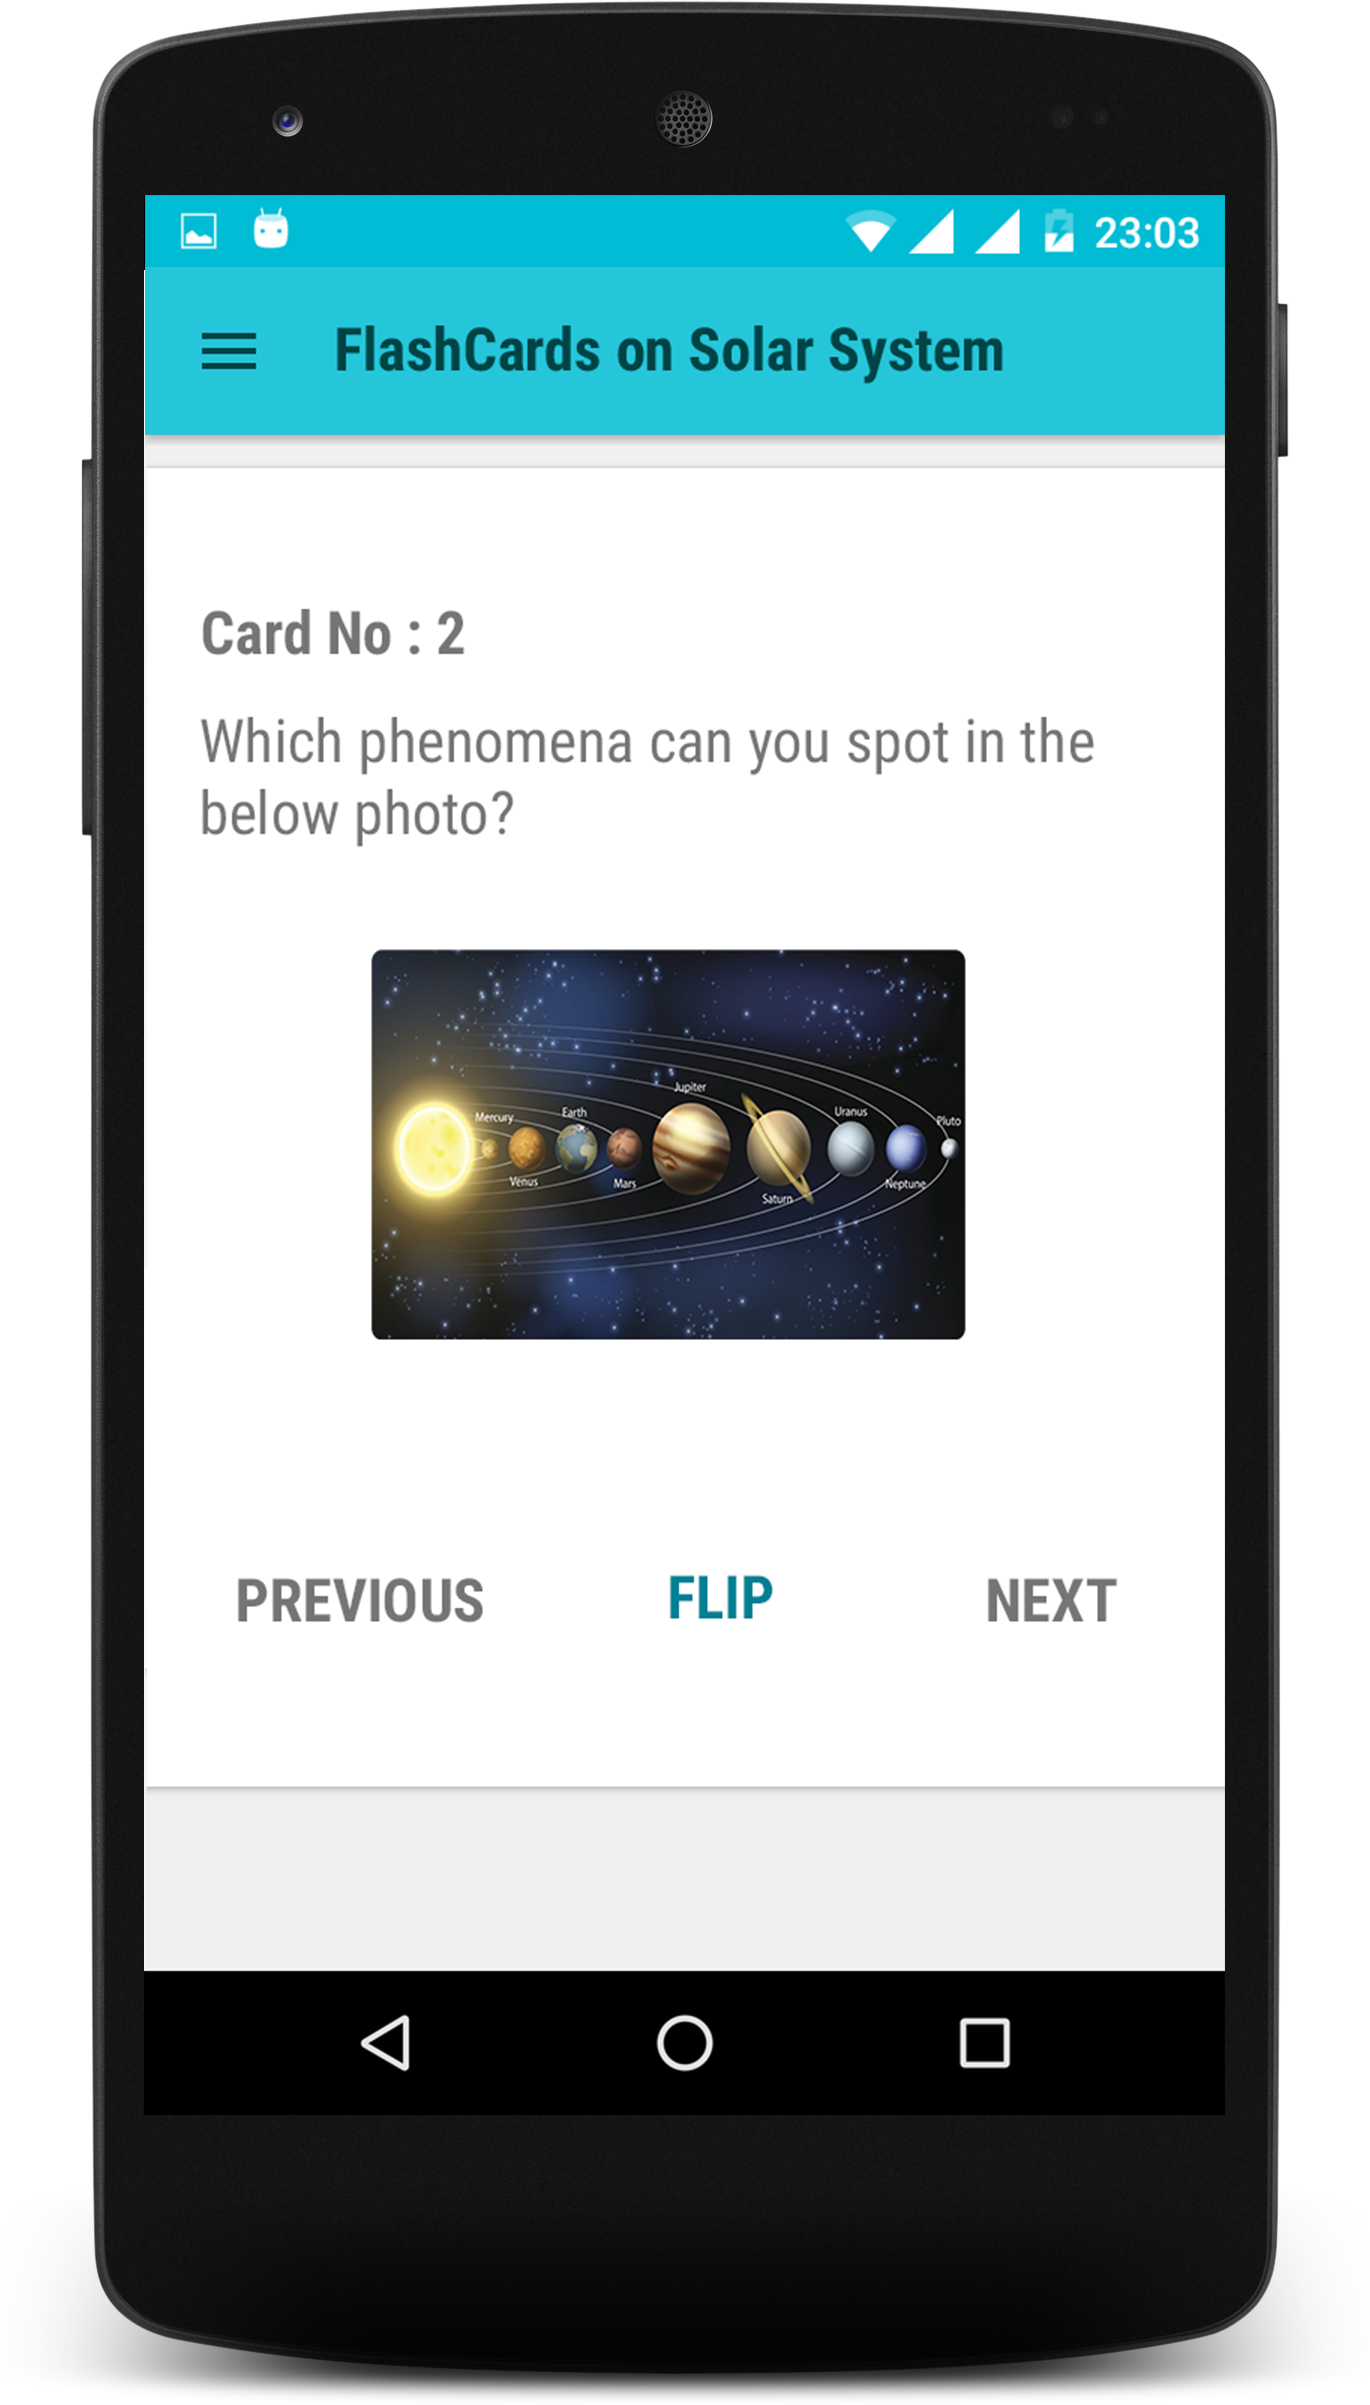 23:03
FlashCards on Solar System
Card No : 2
Which phenomena can you spot in the
below photo?
Jupiter
Mercury
Earth
Uranus
Pluto
Venus
Mars
Saturn
Neptune
PREVIOUS
FLIP
NEXT